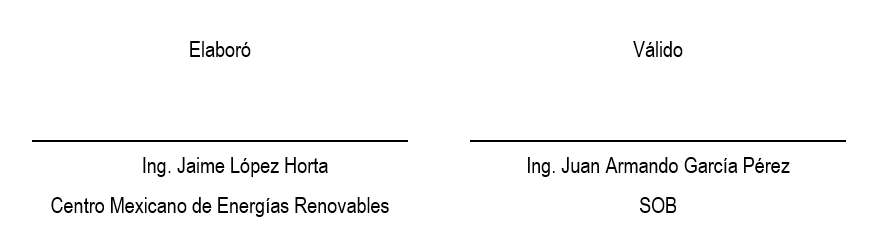 Elaboró
Válido
Ing. Jaime López Horta
Ing. Juan Armando García Pérez
Centro Mexicano de Energías Renovables
SOB